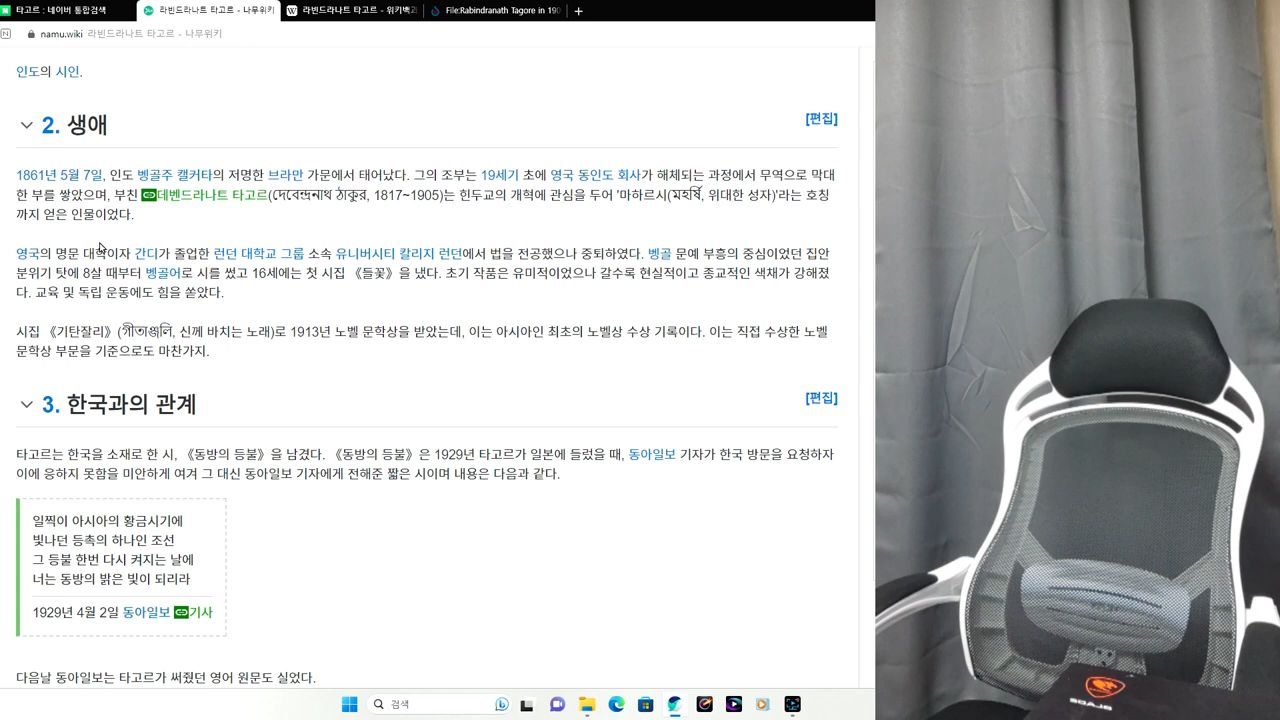 타고르 : 네이버 통합검색
라빈드라나트 타고르 - 나무위키
라빈드라나트 타고르 - 위키백과
File:Rabindranath Tagore in 190
namu.wiki 라빈드라나트 타고르 - 나무위키
인도의 시인.
2. 생애
[편집]
1861년 5월 7일, 인도 벵골주 캘커타의 저명한 브라만 가문에서 태어났다. 그의 조부는 19세기 초에 영국 동인도 회사가 해체되는 과정에서 무역으로 막대
한 부를 쌓았으며, 부친 데벤드라나트 타고르(দেবেন্দ্রনাথ ঠাকুর, 1817~1905)는 힌두교의 개혁에 관심을 두어 '마하르시(মহর্ষি, 위대한 성자)'라는 호칭
까지 얻은 인물이었다.
영국의 명문 대학이자 간디가 졸업한 런던 대학교 그룹 소속 유니버시티 칼리지 런던에서 법을 전공했으나 중퇴하였다. 벵골 문예 부흥의 중심이었던 집안
분위기 탓에 8살 때부터 벵골어로 시를 썼고 16세에는 첫 시집 《들꽃》을 냈다. 초기 작품은 유미적이었으나 갈수록 현실적이고 종교적인 색채가 강해졌
다. 교육 및 독립 운동에도 힘을 쏟았다.
시집 《기탄잘리》(গীতাঞ্জলি, 신께 바치는 노래)로 1913년 노벨 문학상을 받았는데, 이는 아시아인 최초의 노벨상 수상 기록이다. 이는 직접 수상한 노벨
문학상 부문을 기준으로도 마찬가지.
3. 한국과의 관계
[편집]
타고르는 한국을 소재로 한 시, 《동방의 등불》을 남겼다. 《동방의 등불》은 1929년 타고르가 일본에 들렀을 때, 동아일보 기자가 한국 방문을 요청하자
이에 응하지 못함을 미안하게 여겨 그 대신 동아일보 기자에게 전해준 짧은 시이며 내용은 다음과 같다.
일찍이 아시아의 황금시기에
빛나던 등촉의 하나인 조선
그 등불 한번 다시 켜지는 날에
너는 동방의 밝은 빛이 되리라
1929년 4월 2일 동아일보 기사
다음날 동아일보는 타고르가 써줬던 영어 원문도 실었다.
검색